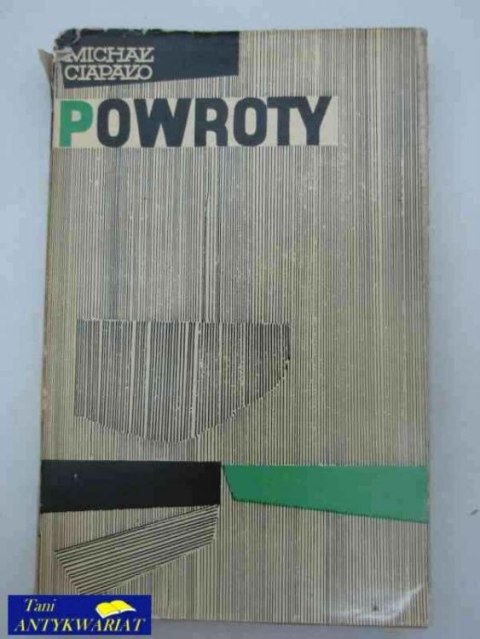 MICHAŁ
CIAPAŁO
POWROTY
Tani
ANTYKWARIAT